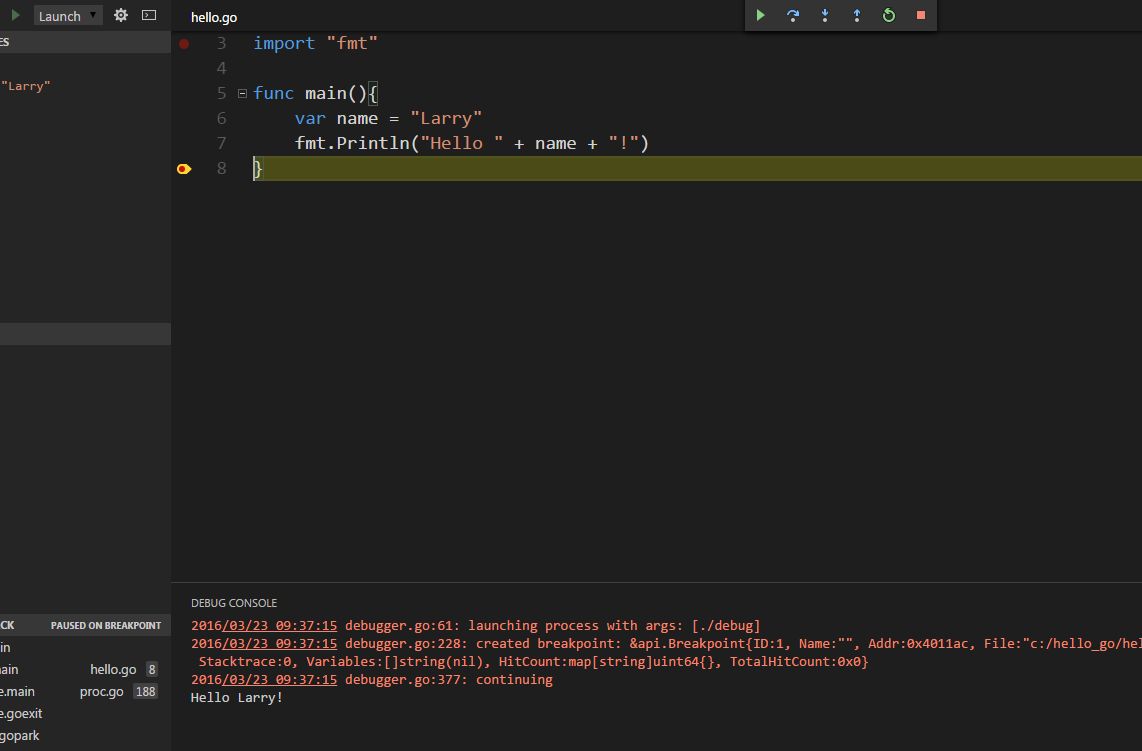 Launch
hello.go
ES
"Larry"
3 import "fmt"
4
5 func main(){
6 var name = "Larry"
7 fmt.Println("Hello " + name + "!")
8 }
CK PAUSED ON BREAKPOINT
in
ain hello.go 8
e.main proc.go 188
e.goexit
gopark
DEBUG CONSOLE
2016/03/23 09:37:15 debugger.go:61: launching process with args: [./debug]
2016/03/23 09:37:15 debugger.go:228: created breakpoint: &api.Breakpoint{ID:1, Name:"", Addr:0x4011ac, File:"c:/hello_go/hel
Stacktrace:0, Variables:[]string(nil), HitCount:map[string]uint64{}, TotalHitCount:0x0}
2016/03/23 09:37:15 debugger.go:377: continuing
Hello Larry!